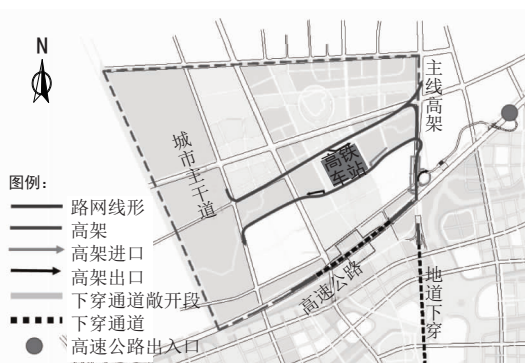 N
主线高架
城市主干道
高铁
车站
图例：
路网线形
高架
高架进口
高架出口
下穿通道敞开段
下穿通道
高速公路出入口
高速公路
地道下穿